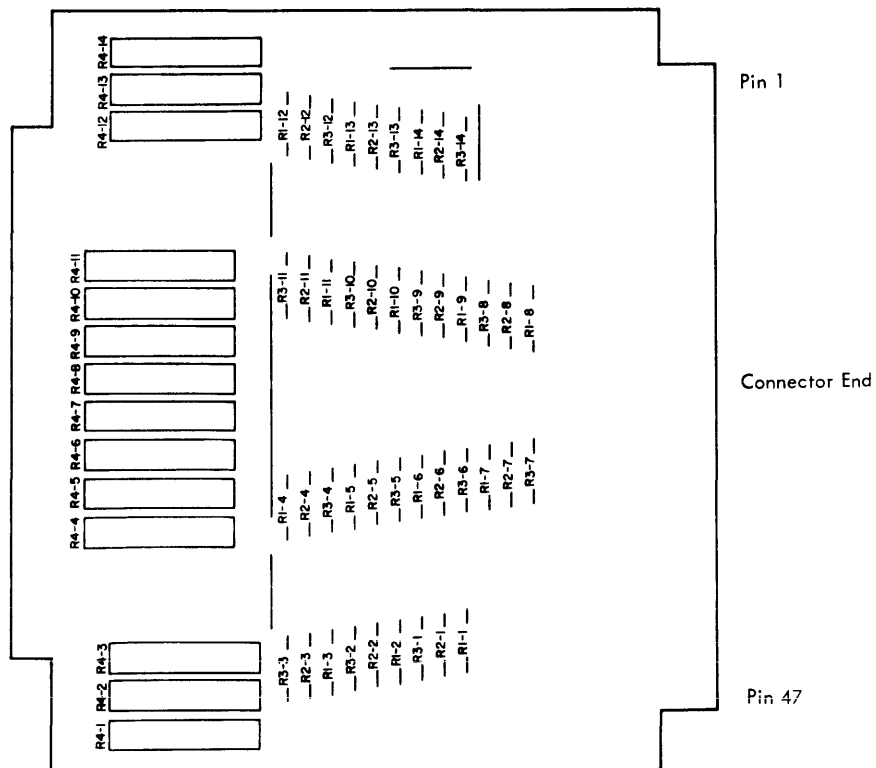 R4-14
R4-13
R4-12
R1-12
R2-12
R3-12
R1-13
R2-13
R3-13
R1-14
R2-14
R3-14
Pin 1
R4-11
R4-10
R4-9
R4-8
R4-7
R4-6
R4-5
R4-4
R3-11
R2-11
R1-11
R3-10
R2-10
R1-10
R3-9
R2-9
R1-9
R3-8
R2-8
R1-8
Connector End
R1-4
R2-4
R3-4
R1-5
R2-5
R3-5
R1-6
R2-6
R3-6
R1-7
R2-7
R3-7
R4-3
R4-2
R4-1
R3-3
R2-3
R1-3
R3-2
R2-2
R1-2
R3-1
R2-1
R1-1
Pin 47